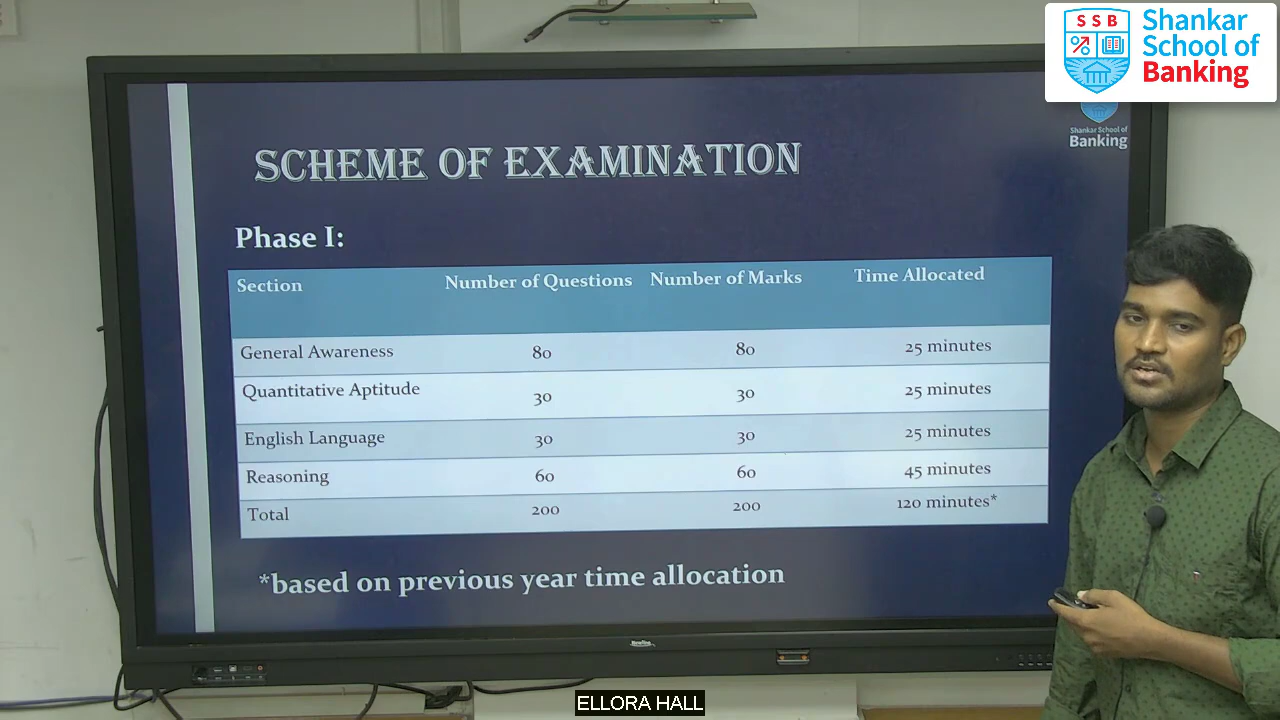 SSB
Shankar
School of
Banking
Shankar School of
Banking
SCHEME OF EXAMINATION
Phase I:
Section Number of Questions Number of Marks Time Allocated
General Awareness 80 80 25 minutes
Quantitative Aptitude 30 30 25 minutes
English Language 30 30 25 minutes
Reasoning 60 60 45 minutes
Total 200 200 120 minutes*
*based on previous year time allocation
ELLORA HALL